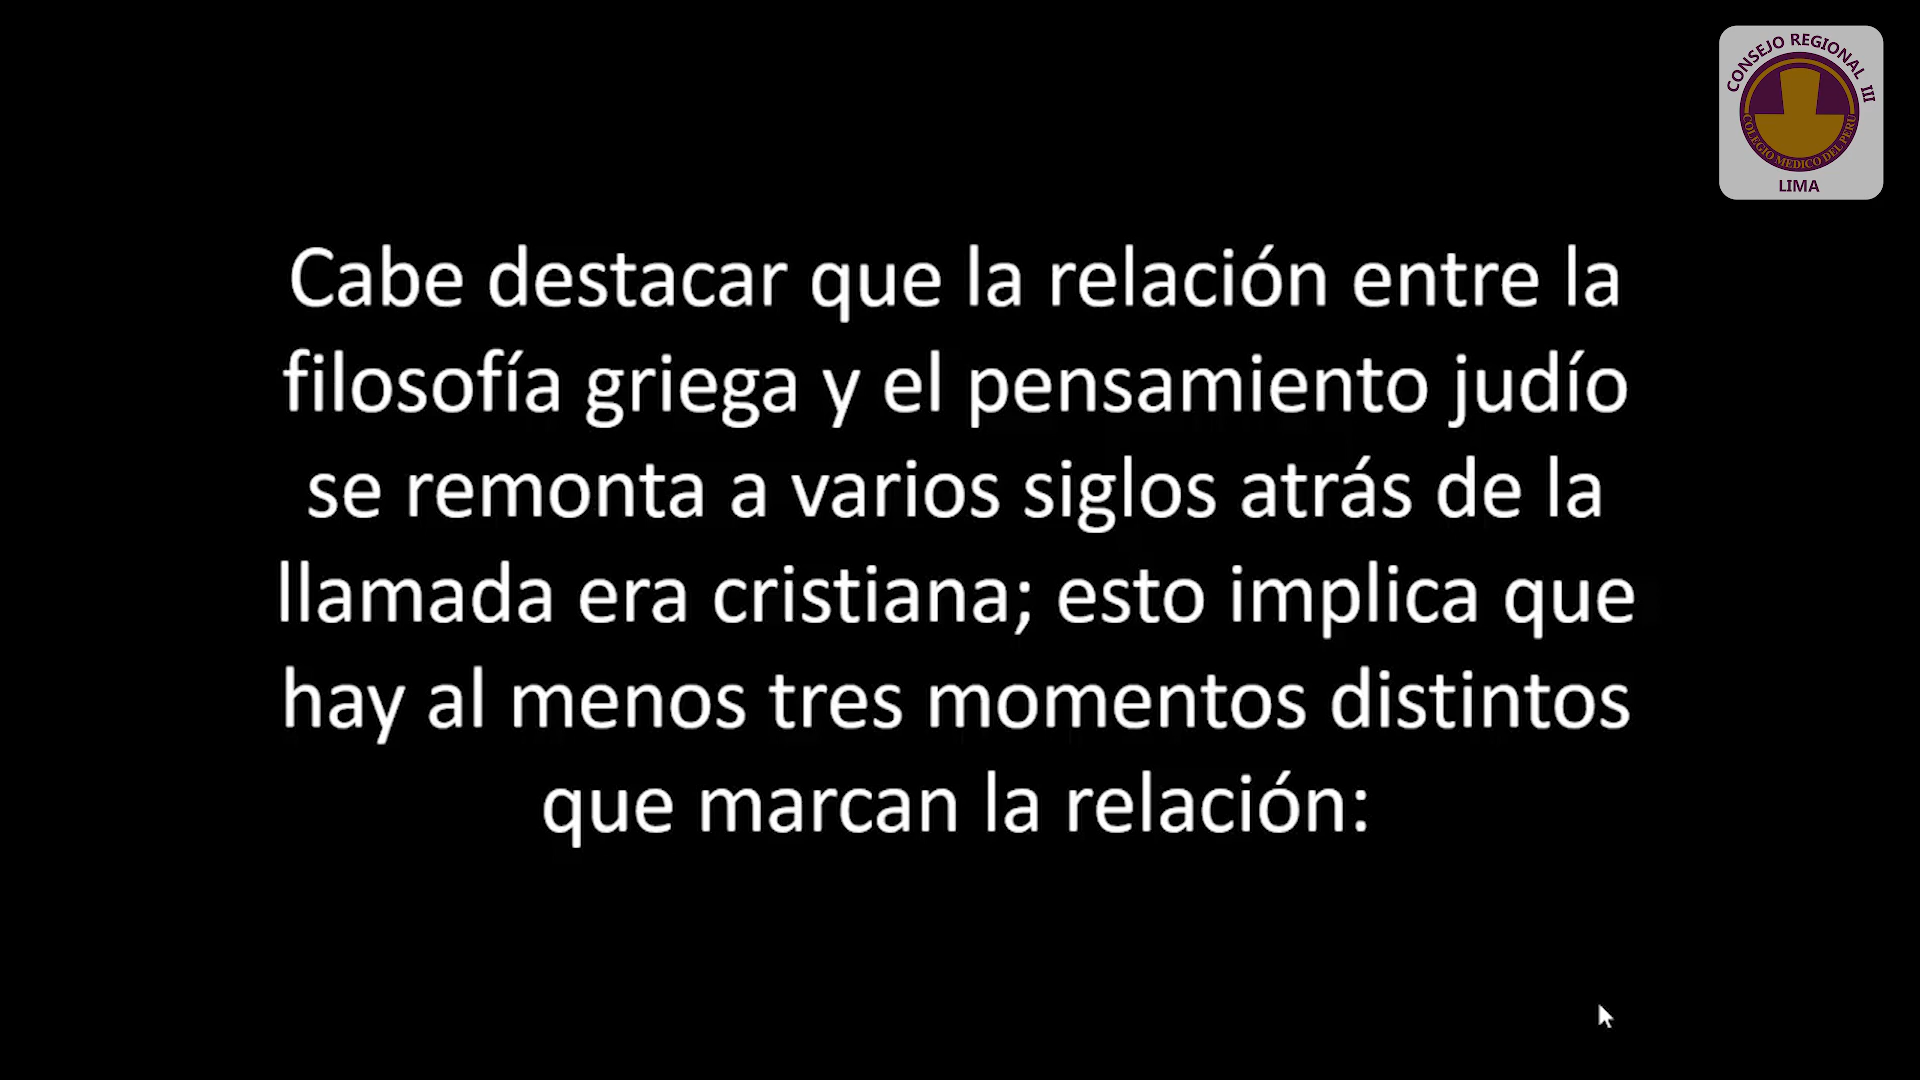 CONSEJO REGIONAL III
COLEGIO MEDICO DEL PERU
LIMA
Cabe destacar que la relación entre la
filosofía griega y el pensamiento judío
se remonta a varios siglos atrás de la
llamada era cristiana; esto implica que
hay al menos tres momentos distintos
que marcan la relación: